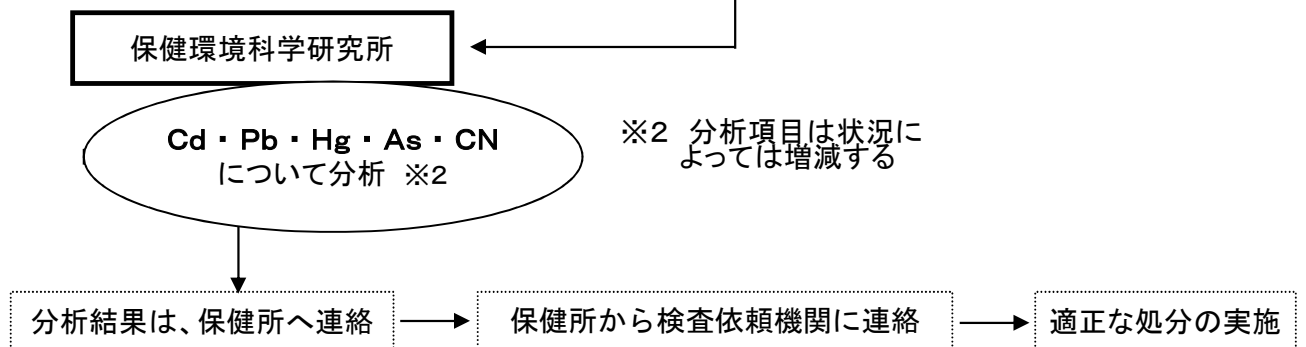 保健環境科学研究所
Cd・Pb・Hg・As・CN
について分析 ※2
※2 分析項目は状況に
よっては増減する
分析結果は、保健所へ連絡
保健所から検査依頼機関に連絡
適正な処分の実施